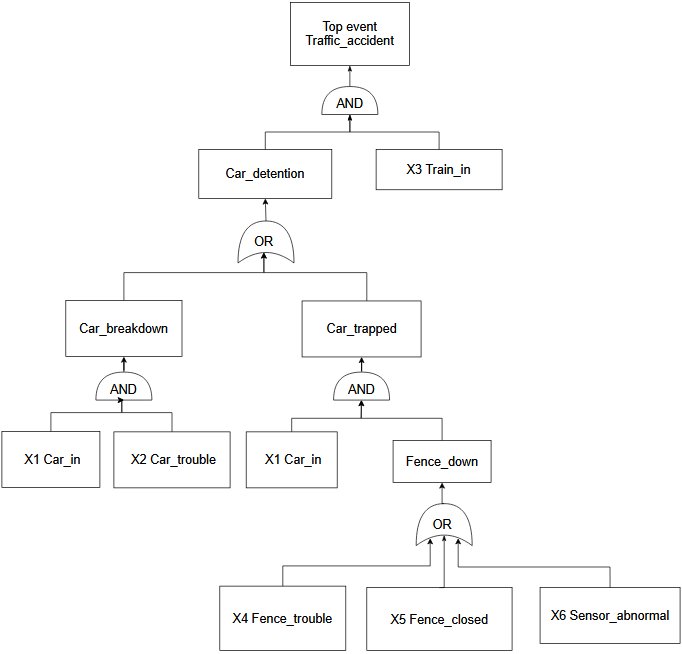 Top event
Traffic_accident
AND
Car_detention
X3 Train_in
OR
Car_breakdown
Car_trapped
AND
AND
X1 Car_in
X2 Car_trouble
X1 Car_in
Fence_down
OR
X4 Fence_trouble
X5 Fence_closed
X6 Sensor_abnormal